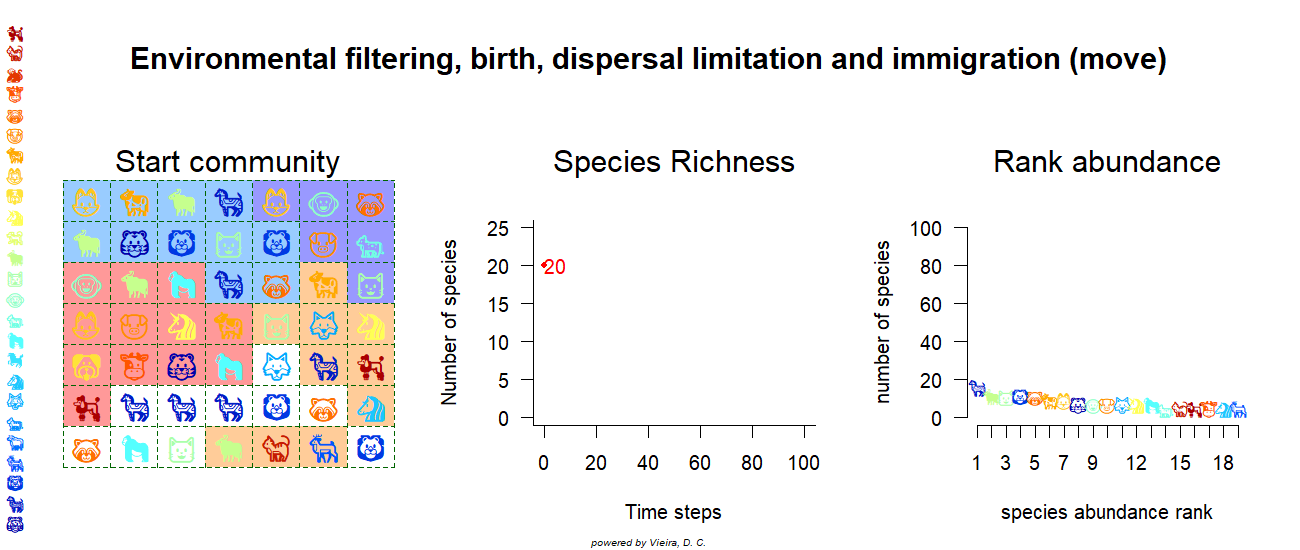 Environmental filtering, birth, dispersal limitation and immigration (move)
Start community
Species Richness
Number of species
25
20
15
10
5
0
20
0 20 40 60 80 100
Time steps
Rank abundance
number of species
100
80
60
40
20
0
1 3 5 7 9 12 15 18
species abundance rank
powered by Vieira, D. C.